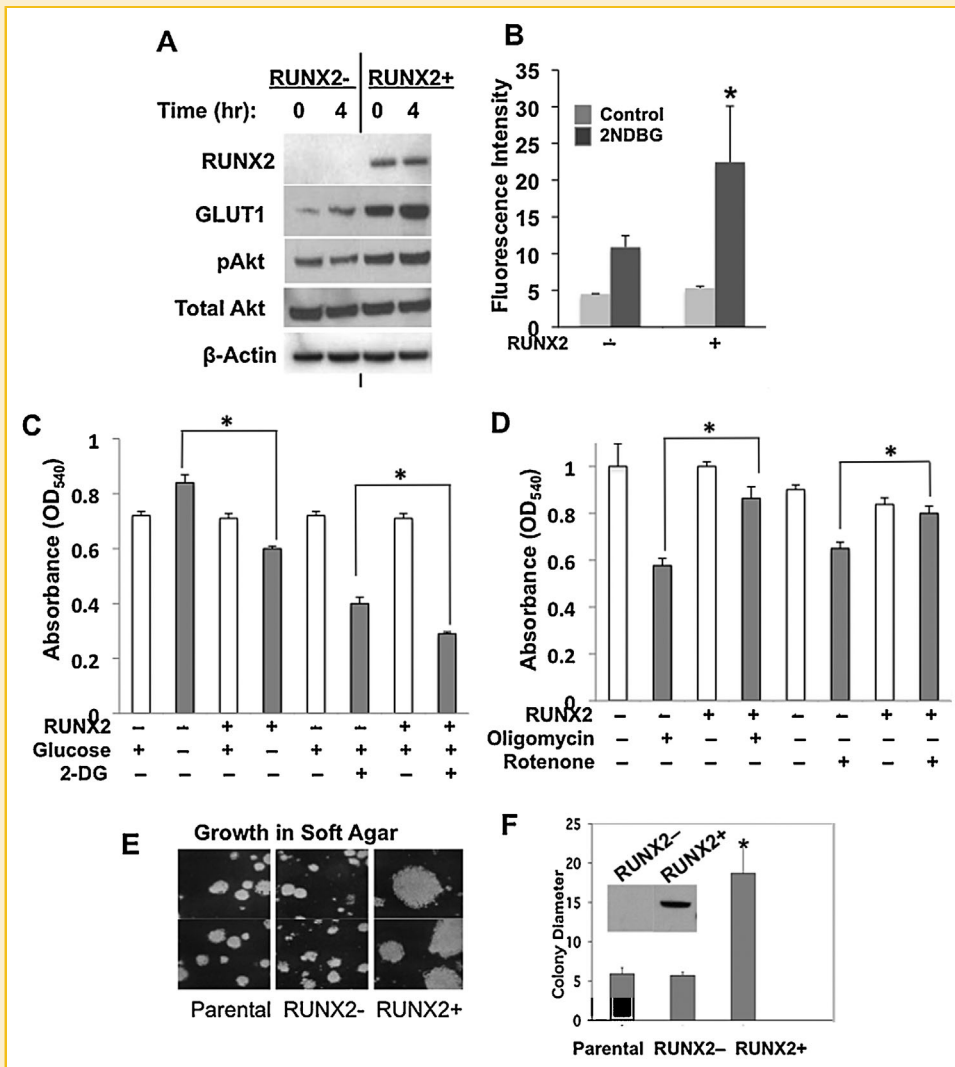 A
RUNX2- RUNX2+
Time (hr): 0 4 0 4
RUNX2
GLUT1
pAkt
Total Akt
β-Actin
B
Fluorescence Intensity
35
30
25
20
15
10
5
0
Control
2NDBG
*
RUNX2 - +
C
Absorbance (OD540)
1
0.8
0.6
0.4
0.2
0
*
*
RUNX2 – – + + – – + +
Glucose + – + – + + + +
2-DG – – – – – + – +
D
Absorbance (OD540)
1
0.8
0.6
0.4
0.2
0
*
*
RUNX2 – – + + – – + +
Oligomycin – + – + – – – –
Rotenone – – – – – + – +
E
Growth in Soft Agar
Parental RUNX2- RUNX2+
F
Colony Diameter
25
20
15
10
5
0
RUNX2–
RUNX2+
*
Parental RUNX2– RUNX2+